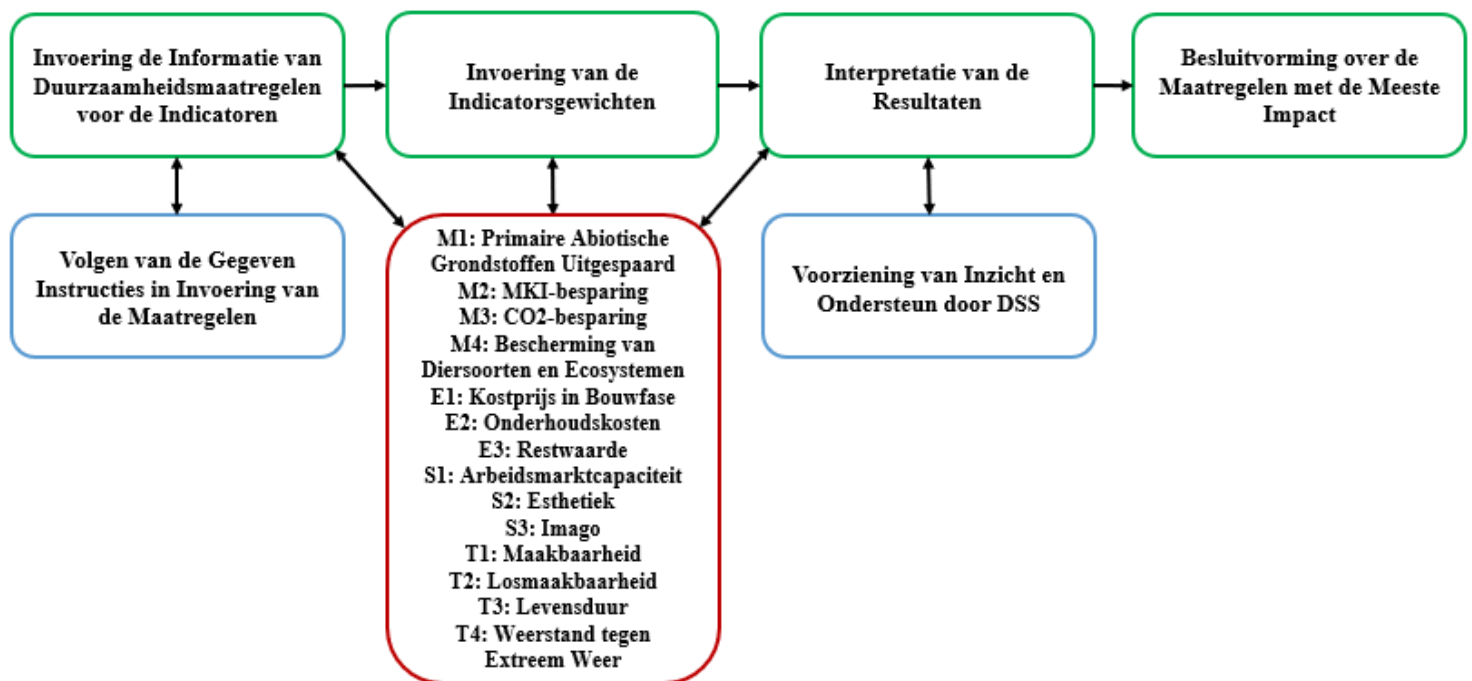 Invoering de Informatie van
Duurzaamheidsmaatregelen
voor de Indicatoren
Invoering van de
Indicatorsgewichten
Interpretatie van de
Resultaten
Besluitvorming over de
Maatregelen met de Meeste
Impact
Volgen van de Gegeven
Instructies in Invoering van
de Maatregelen
M1: Primaire Abiotische
Grondstoffen Uitgespaard
M2: MKI-besparing
M3: CO2-besparing
M4: Bescherming van
Diersoorten en Ecosystemen
E1: Kostprijs in Bouwfase
E2: Onderhoudskosten
E3: Restwaarde
S1: Arbeidsmarktcapaciteit
S2: Esthetiek
S3: Imago
T1: Maakbaarheid
T2: Losmaakbaarheid
T3: Levensduur
T4: Weerstand tegen
Extreem Weer
Voorziening van Inzicht en
Ondersteun door DSS